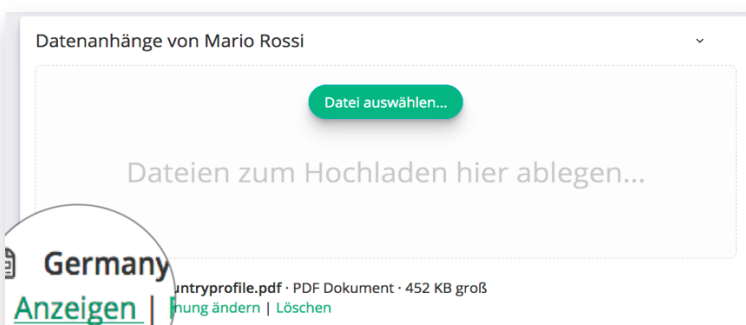 Datenanhänge von Mario Rossi
Datei auswählen...
Dateien zum Hochladen hier ablegen...
Germany
untryprofile.pdf · PDF Dokument · 452 KB groß
Anzeigen | nung ändern | Löschen